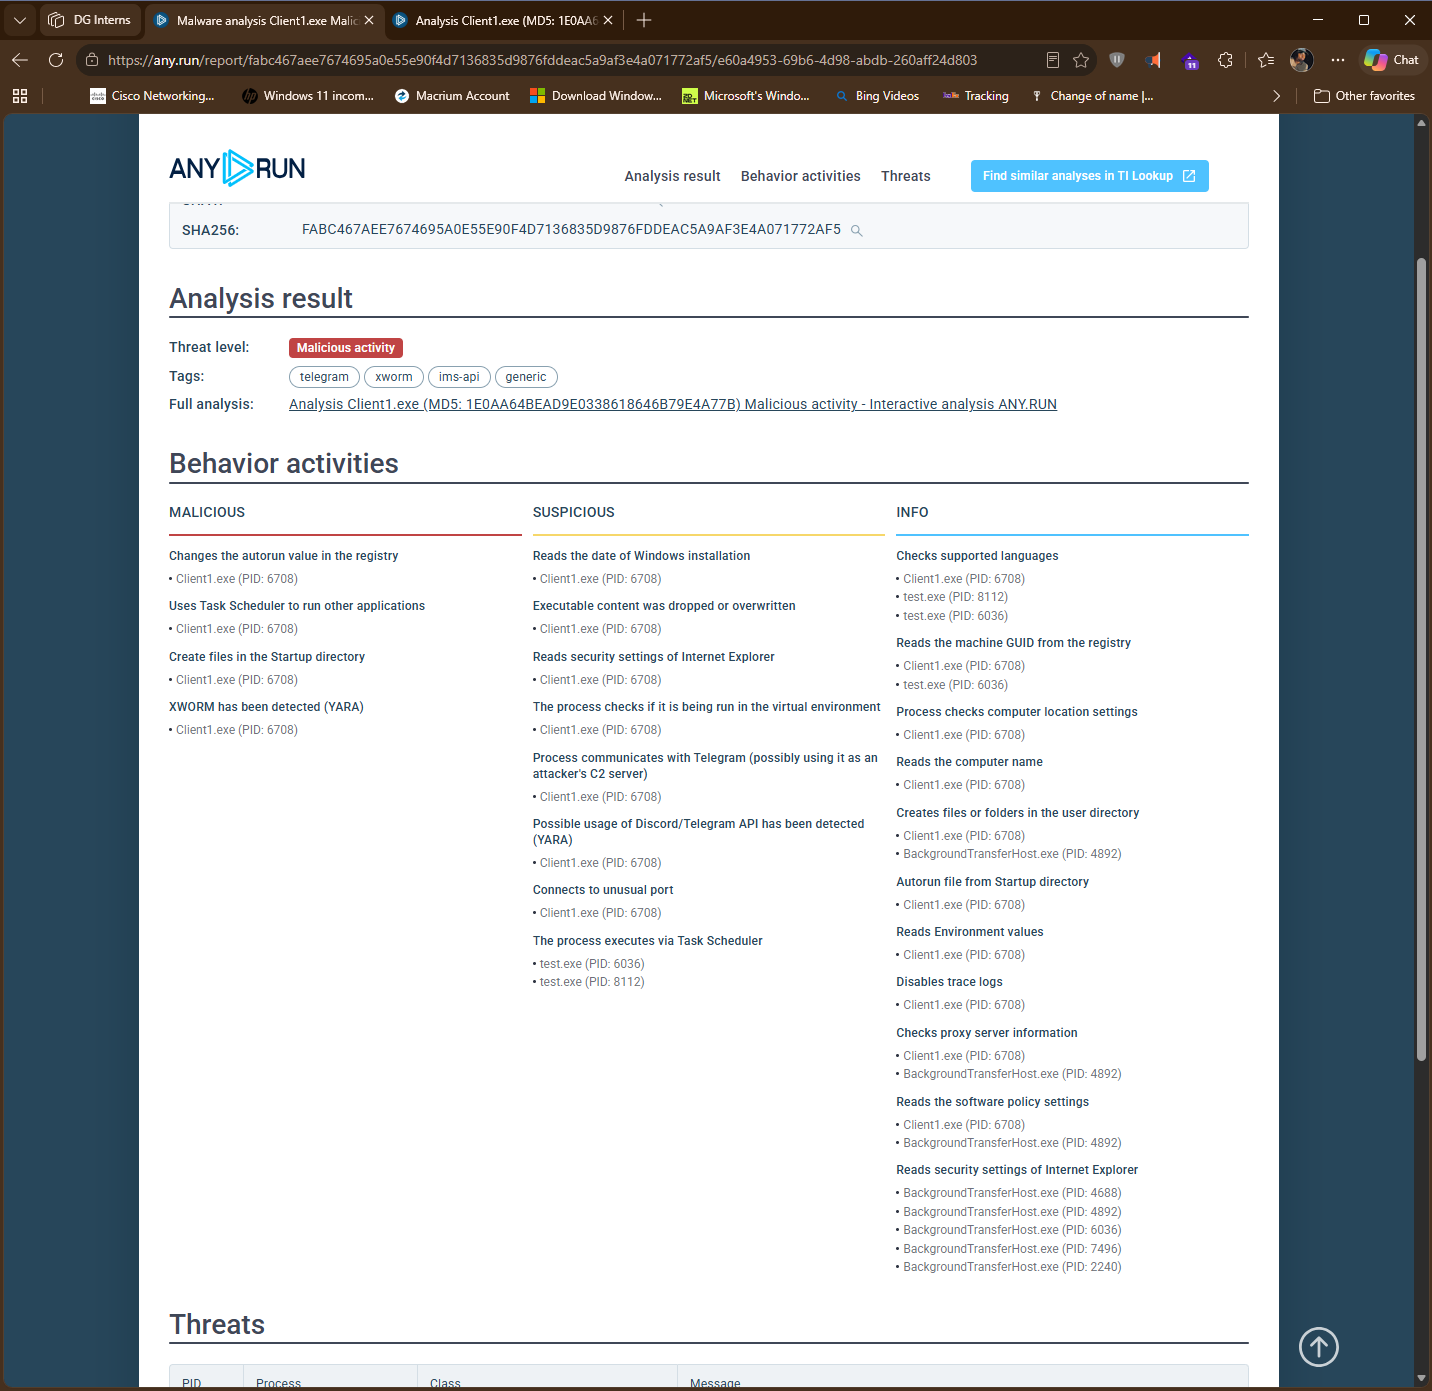 DG Interns
Malware analysis Client1.exe Malic
Analysis Client1.exe (MD5: 1E0AA6
https://any.run/report/fabc467aee7674695a0e55e90f4d7136835d9876fddeac5a9af3e4a071772af5/e60a4953-69b6-4d98-abdb-260aff24d803
11
Chat
Cisco Networking...
Windows 11 incom...
Macrium Account
Download Window...
Microsoft's Windo...
Bing Videos
Tracking
Change of name |...
Other favorites
ANY RUN
Analysis result
Behavior activities
Threats
Find similar analyses in TI Lookup
SHA256:
FABC467AEE7674695A0E55E90F4D7136835D9876FDDEAC5A9AF3E4A071772AF5
Analysis result
Threat level:
Malicious activity
Tags:
telegram
xworm
ims-api
generic
Full analysis:
Analysis Client1.exe (MD5: 1E0AA64BEAD9E0338618646B79E4A77B) Malicious activity - Interactive analysis ANY.RUN
Behavior activities
MALICIOUS
Changes the autorun value in the registry
• Client1.exe (PID: 6708)
Uses Task Scheduler to run other applications
• Client1.exe (PID: 6708)
Create files in the Startup directory
• Client1.exe (PID: 6708)
XWORM has been detected (YARA)
• Client1.exe (PID: 6708)
SUSPICIOUS
Reads the date of Windows installation
• Client1.exe (PID: 6708)
Executable content was dropped or overwritten
• Client1.exe (PID: 6708)
Reads security settings of Internet Explorer
• Client1.exe (PID: 6708)
The process checks if it is being run in the virtual environment
• Client1.exe (PID: 6708)
Process communicates with Telegram (possibly using it as an
attacker's C2 server)
• Client1.exe (PID: 6708)
Possible usage of Discord/Telegram API has been detected
(YARA)
• Client1.exe (PID: 6708)
Connects to unusual port
• Client1.exe (PID: 6708)
The process executes via Task Scheduler
• test.exe (PID: 6036)
• test.exe (PID: 8112)
INFO
Checks supported languages
• Client1.exe (PID: 6708)
• test.exe (PID: 8112)
• test.exe (PID: 6036)
Reads the machine GUID from the registry
• Client1.exe (PID: 6708)
• test.exe (PID: 6036)
Process checks computer location settings
• Client1.exe (PID: 6708)
Reads the computer name
• Client1.exe (PID: 6708)
Creates files or folders in the user directory
• Client1.exe (PID: 6708)
• BackgroundTransferHost.exe (PID: 4892)
Autorun file from Startup directory
• Client1.exe (PID: 6708)
Reads Environment values
• Client1.exe (PID: 6708)
Disables trace logs
• Client1.exe (PID: 6708)
Checks proxy server information
• Client1.exe (PID: 6708)
• BackgroundTransferHost.exe (PID: 4892)
Reads the software policy settings
• Client1.exe (PID: 6708)
• BackgroundTransferHost.exe (PID: 4892)
Reads security settings of Internet Explorer
• BackgroundTransferHost.exe (PID: 4688)
• BackgroundTransferHost.exe (PID: 4892)
• BackgroundTransferHost.exe (PID: 6036)
• BackgroundTransferHost.exe (PID: 7496)
• BackgroundTransferHost.exe (PID: 2240)
Threats
PID
Process
Class
Message